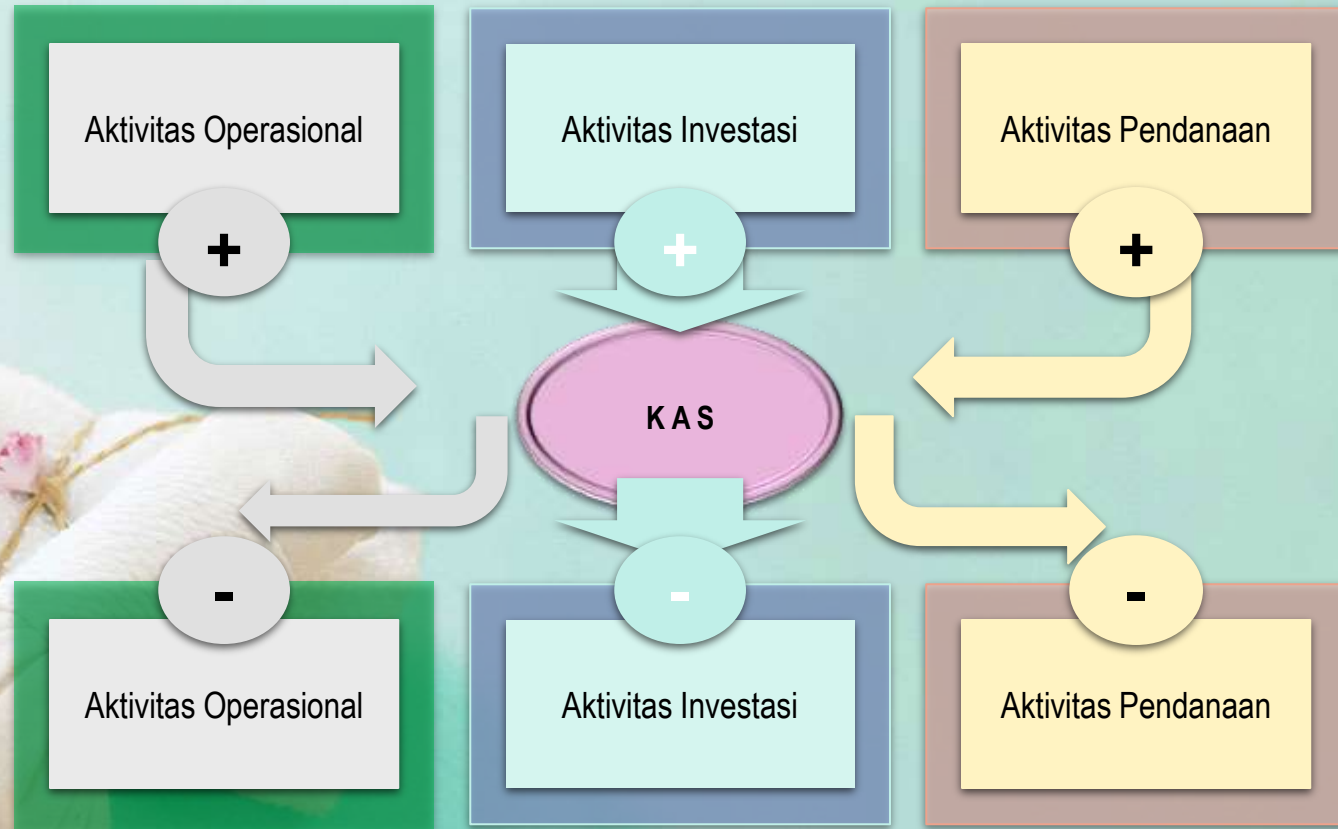 Aktivitas Operasional
Aktivitas Investasi
Aktivitas Pendanaan
+
+
+
KAS
-
-
-
Aktivitas Operasional
Aktivitas Investasi
Aktivitas Pendanaan